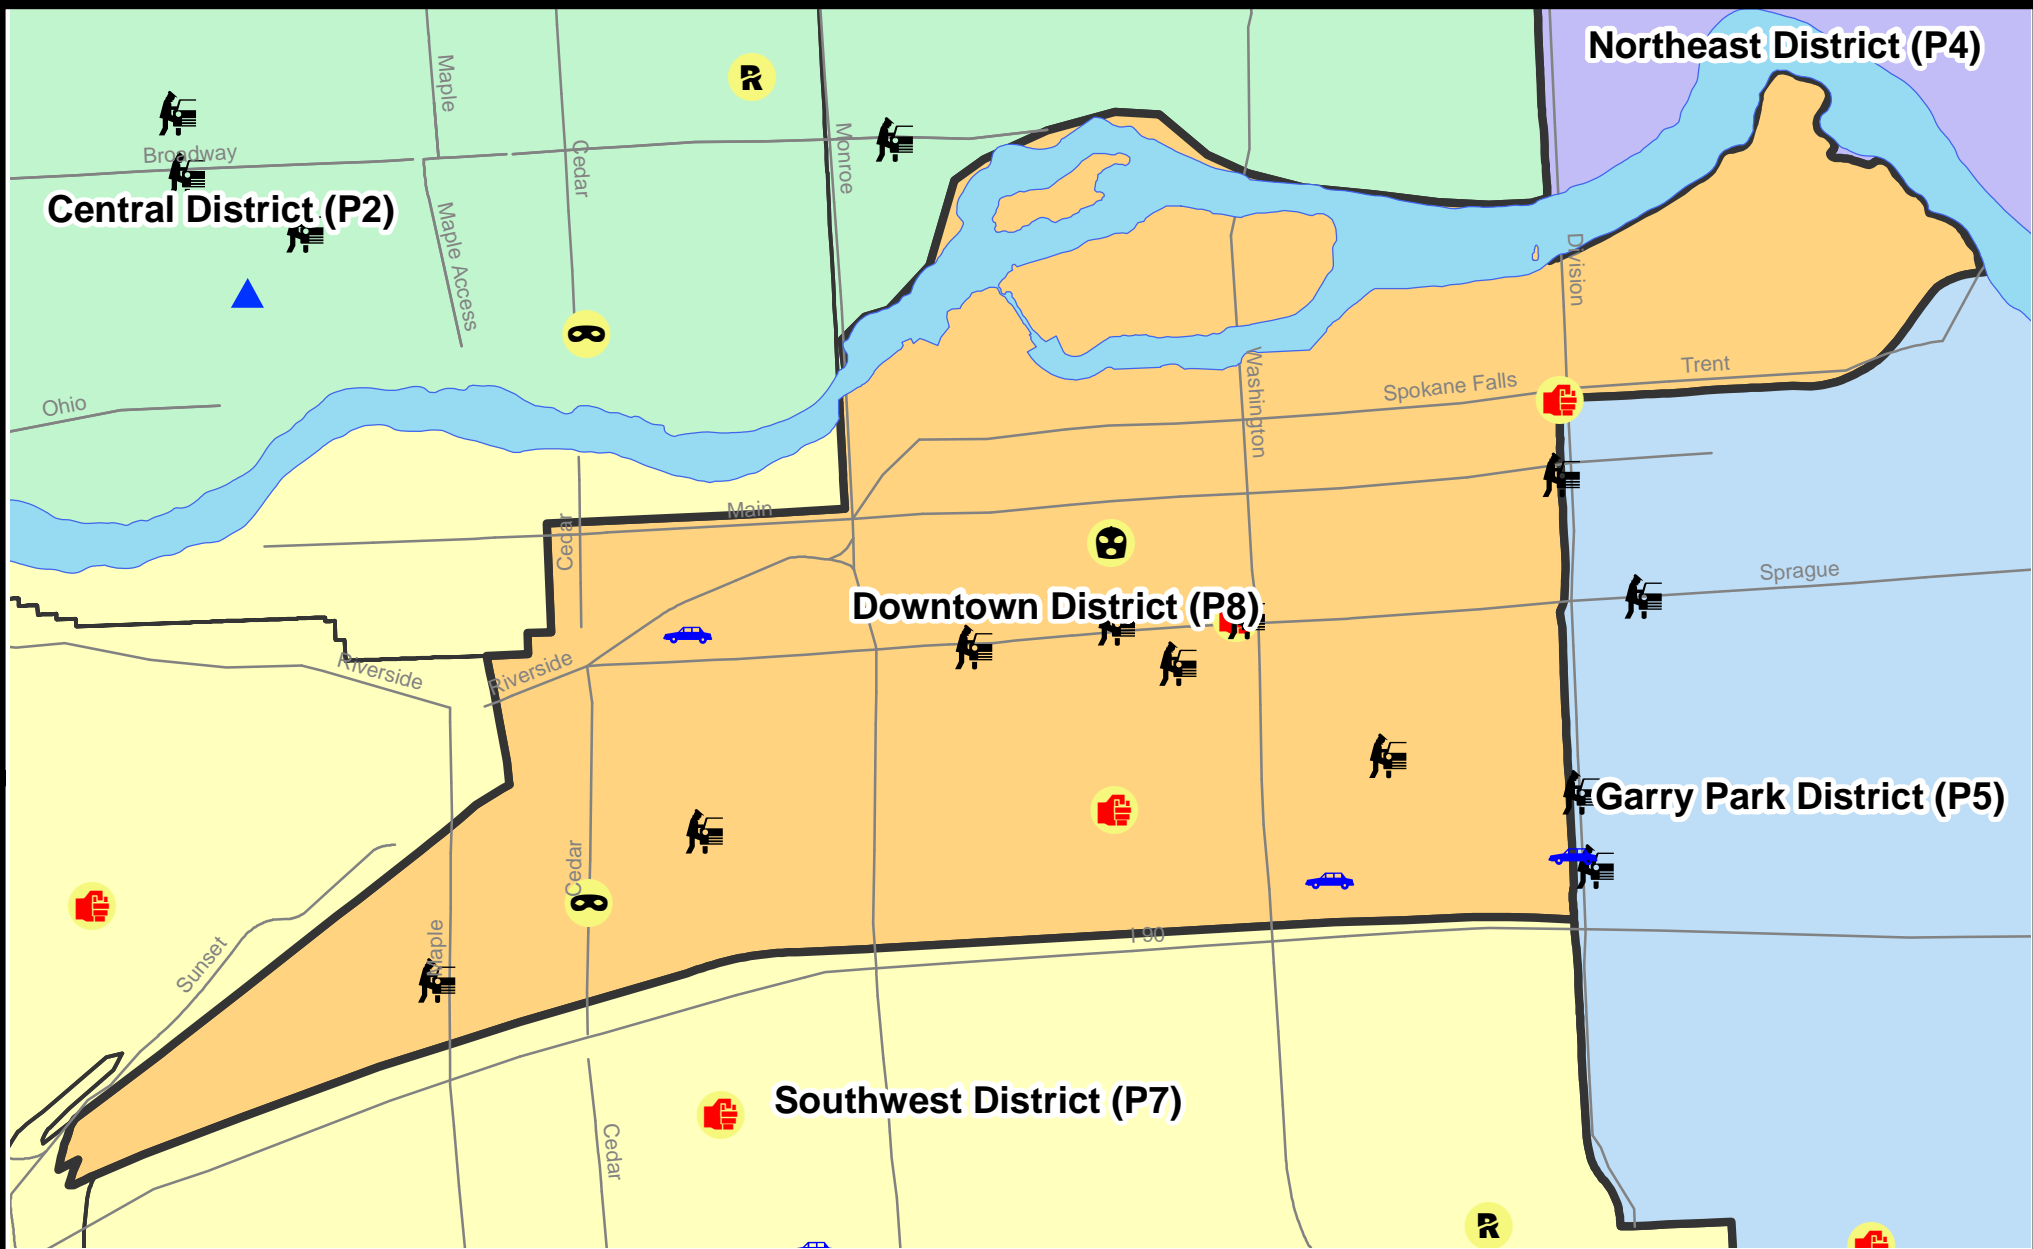 Northeast District (P4)
Maple
Monroe
Cedar
Broadway
Central District (P2)
Maple Access
Division
Washington
Trent
Spokane Falls
Ohio
Main
Cedar
Sprague
Downtown District (P8)
Riverside
Riverside
Garry Park District (P5)
Cedar
Maple
I-90
Sunset
Southwest District (P7)
Cedar
R
R